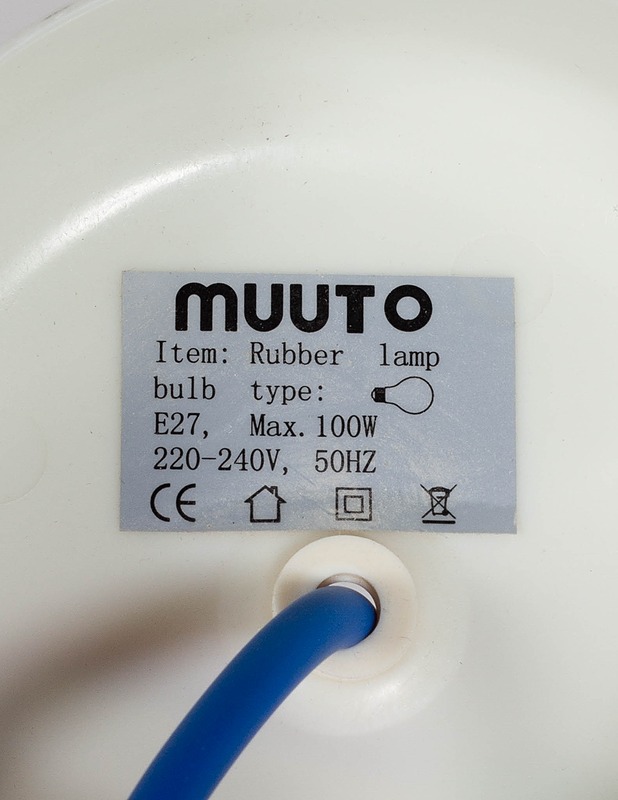 MUUTO
Item: Rubber lamp
bulb type:
E27, Max. 100W
220-240V, 50HZ
CE